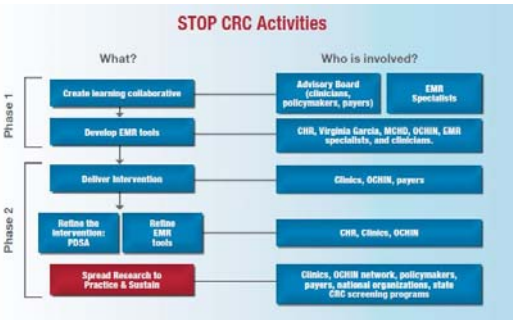 STOP CRC Activities
What?
Who is involved?
Phase 1
Create learning collaborative
Advisory Board
(clinicians,
policymakers, payers)
EMR
Specialists
Develop EMR tools
CHR, Virginia Garcia, MCHD, OCHIN, EMR
specialists, and clinicians.
Phase 2
Deliver Intervention
Clinics, OCHIN, payers
Refine the
intervention:
PDSA
Refine
EMR
tools
CHR, Clinics, OCHIN
Spread Research to
Practice & Sustain
Clinics, OCHIN network, policymakers,
payers, national organizations, state
CRC screening programs